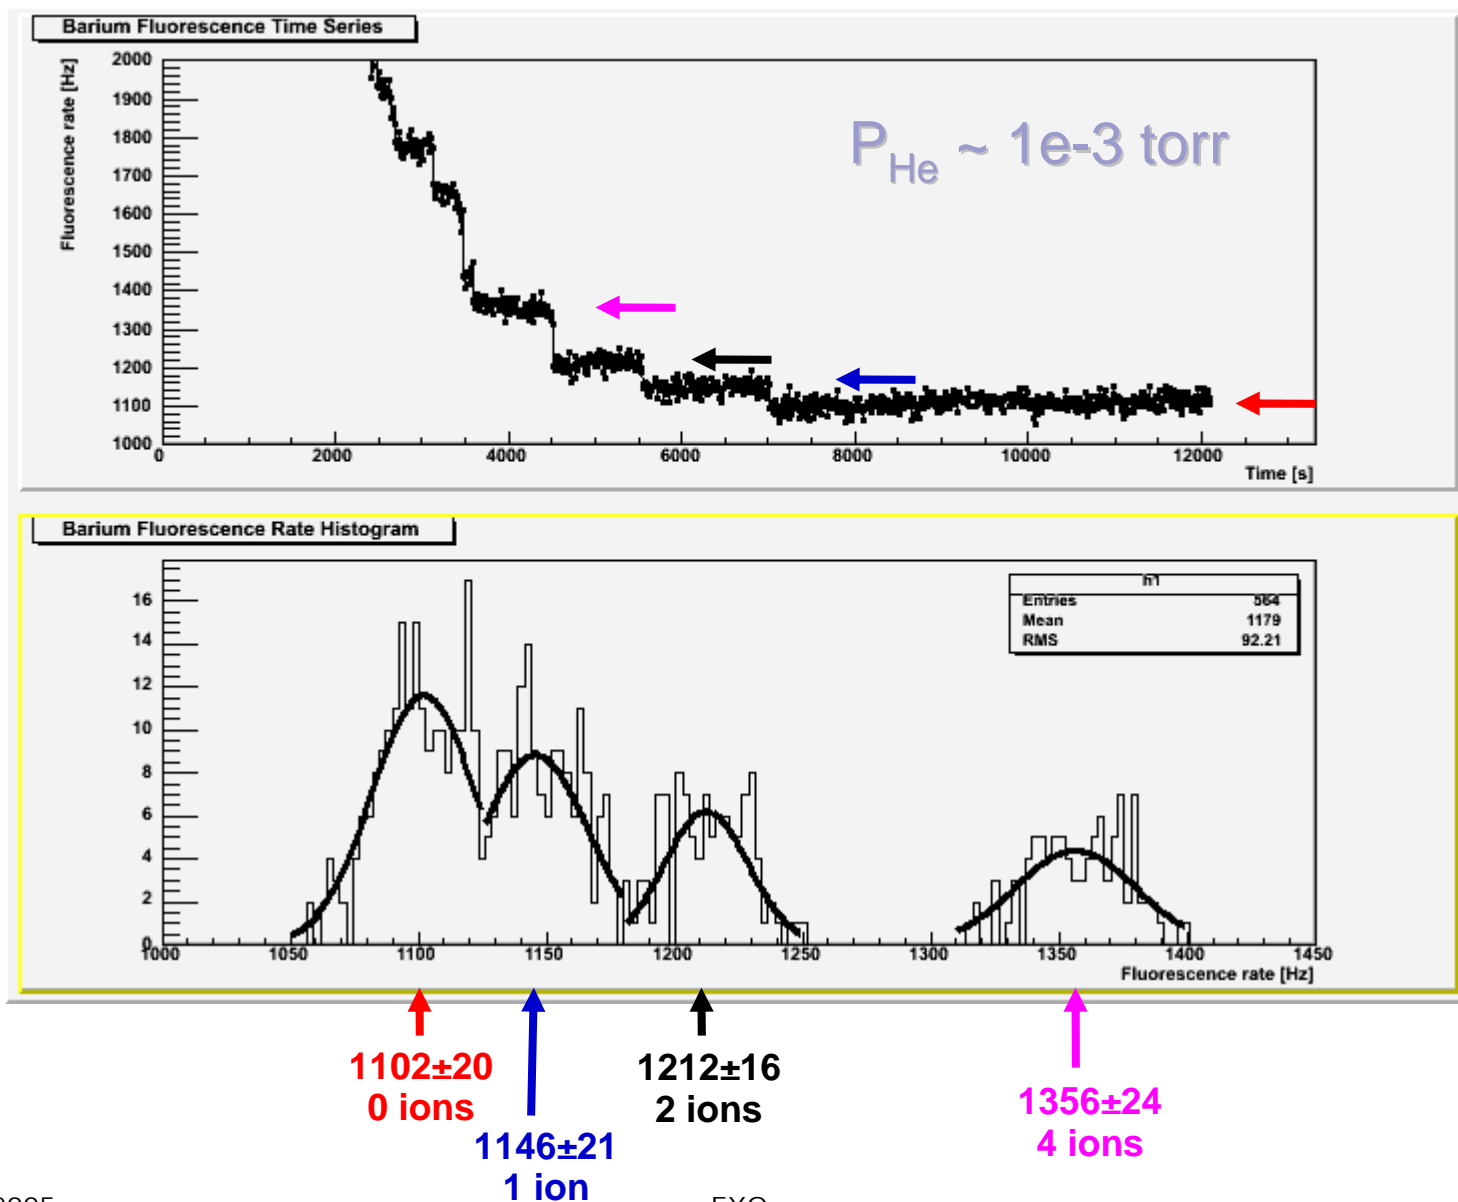 Barium Fluorescence Time Series
Fluorescence rate [Hz]
2000
1900
1800
1700
1600
1500
1400
1300
1200
1100
1000
P_He ~ 1e-3 torr
0 2000 4000 6000 8000 10000 12000
Time [s]
Barium Fluorescence Rate Histogram
h1
Entries 564
Mean 1179
RMS 92.21
16
14
12
10
8
6
4
2
0
1000 1050 1100 1150 1200 1250 1300 1350 1400 1450
Fluorescence rate [Hz]
1102±20
0 ions
1146±21
1 ion
1212±16
2 ions
1356±24
4 ions